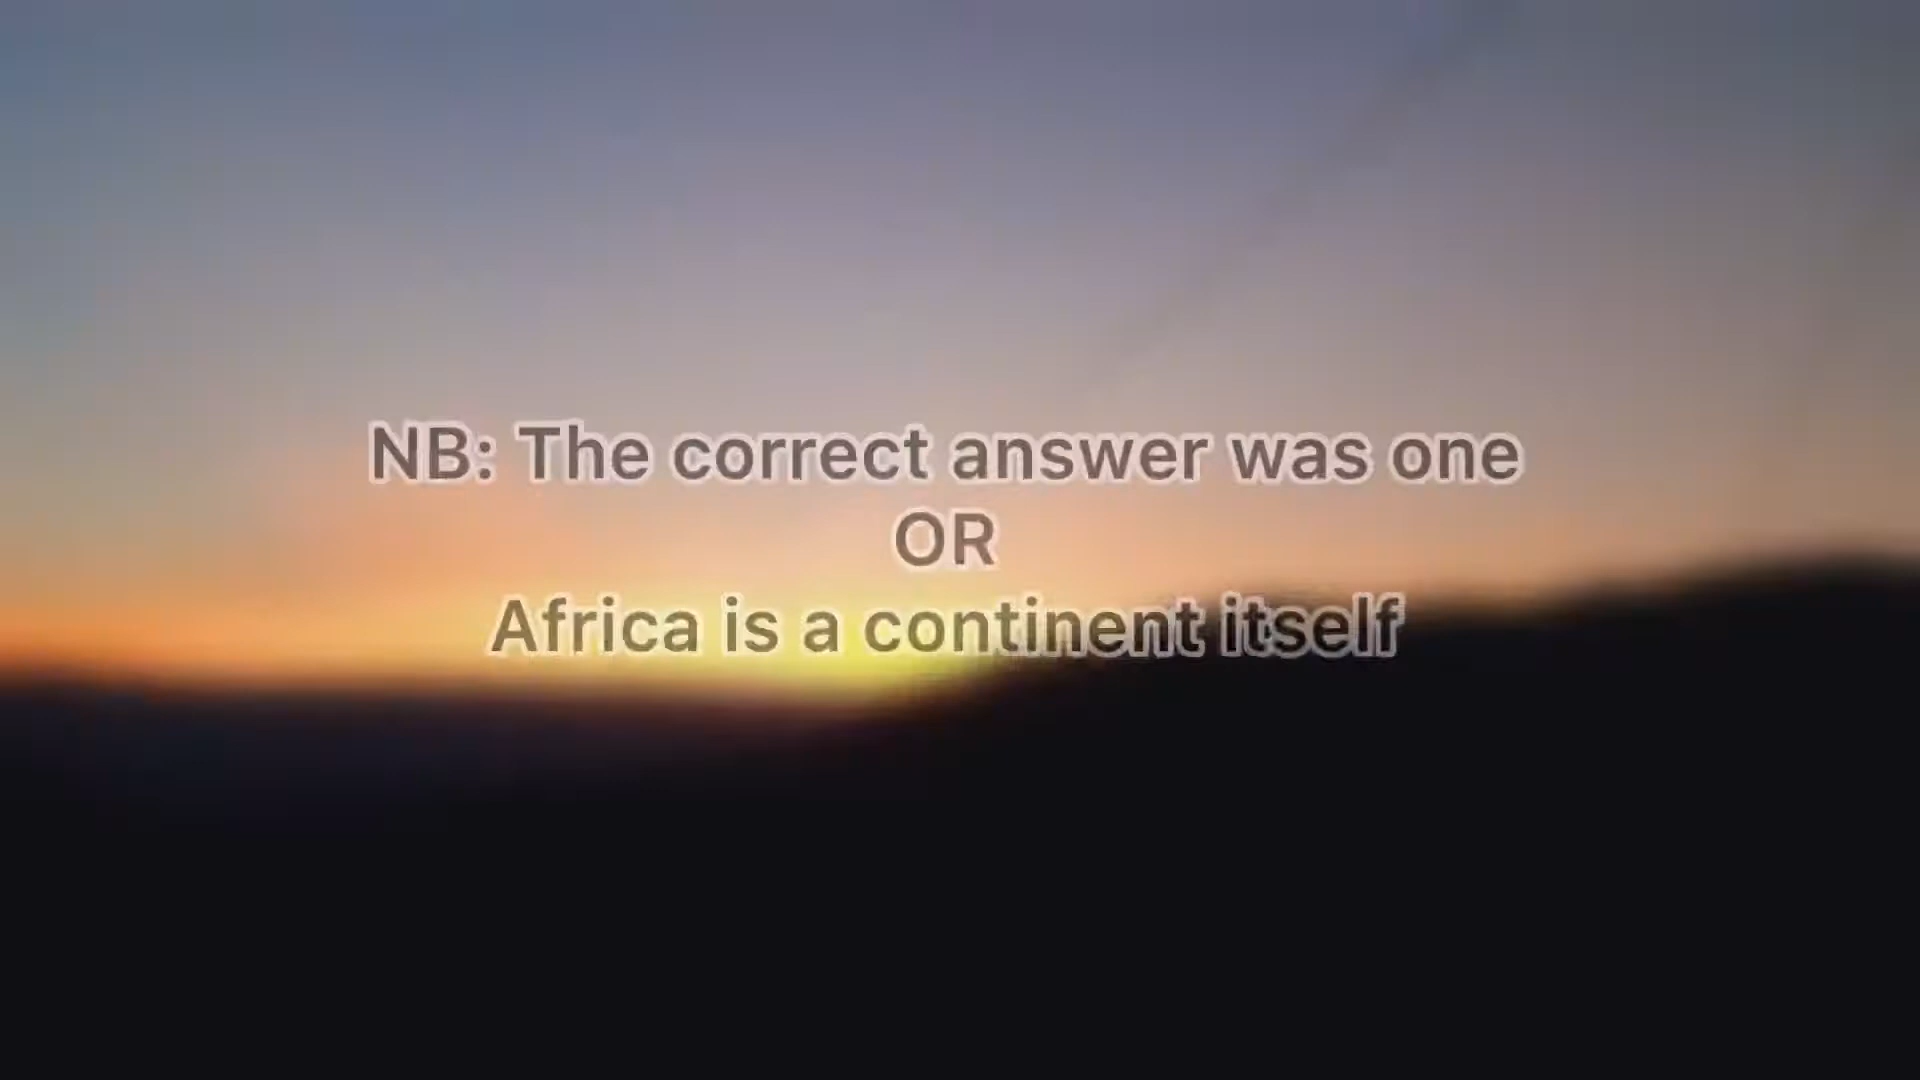 NB: The correct answer was one
OR
Africa is a continent itself